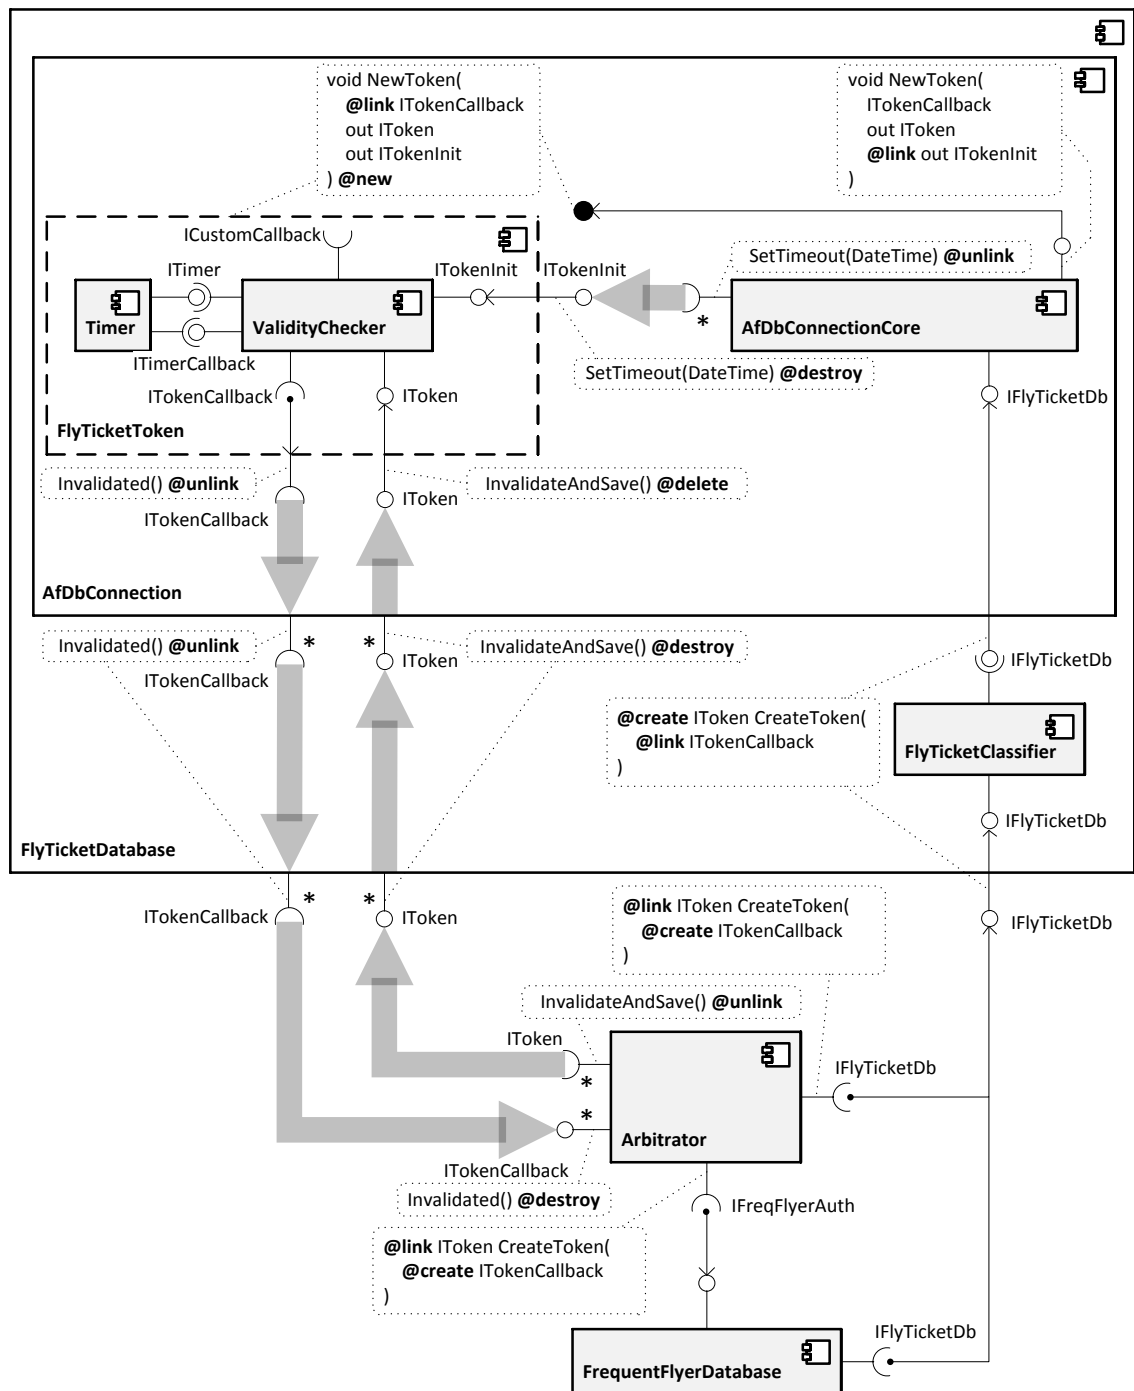 void NewToken(
@link ITokenCallback
out IToken
out ITokenInit
) @new
void NewToken(
ITokenCallback
out IToken
@link out ITokenInit
)
ICustomCallback
ITimer
ITokenInit
ITokenInit
SetTimeout(DateTime) @unlink
Timer
ValidityChecker
*
AfDbConnectionCore
ITimerCallback
SetTimeout(DateTime) @destroy
ITokenCallback
IToken
IFlyTicketDb
FlyTicketToken
Invalidated() @unlink
InvalidateAndSave() @delete
ITokenCallback
IToken
AfDbConnection
Invalidated() @unlink
*
*
InvalidateAndSave() @destroy
ITokenCallback
IToken
IFlyTicketDb
@create IToken CreateToken(
@link ITokenCallback
)
FlyTicketClassifier
IFlyTicketDb
FlyTicketDatabase
ITokenCallback
*
*
IToken
@link IToken CreateToken(
@create ITokenCallback
)
IFlyTicketDb
InvalidateAndSave() @unlink
IToken
*
IFlyTicketDb
*
Arbitrator
ITokenCallback
Invalidated() @destroy
IFreqFlyerAuth
@link IToken CreateToken(
@create ITokenCallback
)
IFlyTicketDb
FrequentFlyerDatabase